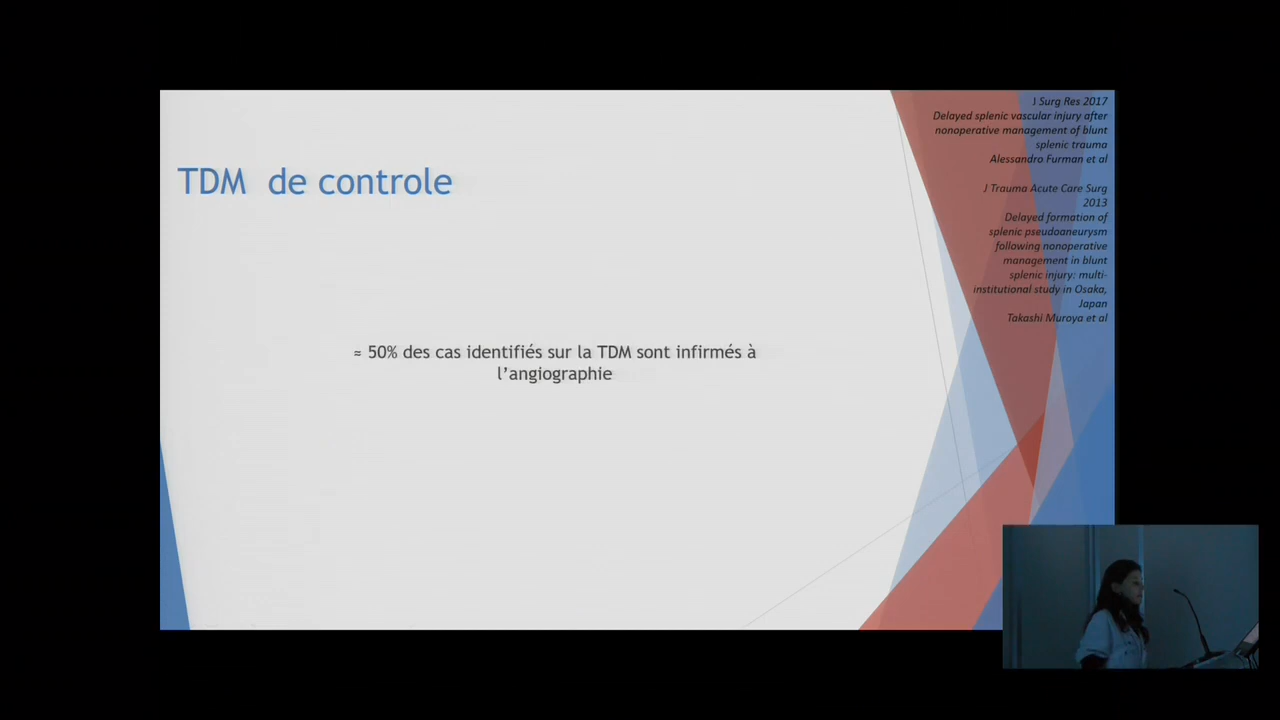 TDM de controle
≈ 50% des cas identifiés sur la TDM sont infirmés à
l’angiographie
J Surg Res 2017
Delayed splenic vascular injury after
nonoperative management of blunt
splenic trauma
Alessandro Furman et al
J Trauma Acute Care Surg
2013
Delayed formation of
splenic pseudoaneurysm
following nonoperative
management in blunt
splenic injury: multi-
institutional study in Osaka,
Japan
Takashi Muroya et al